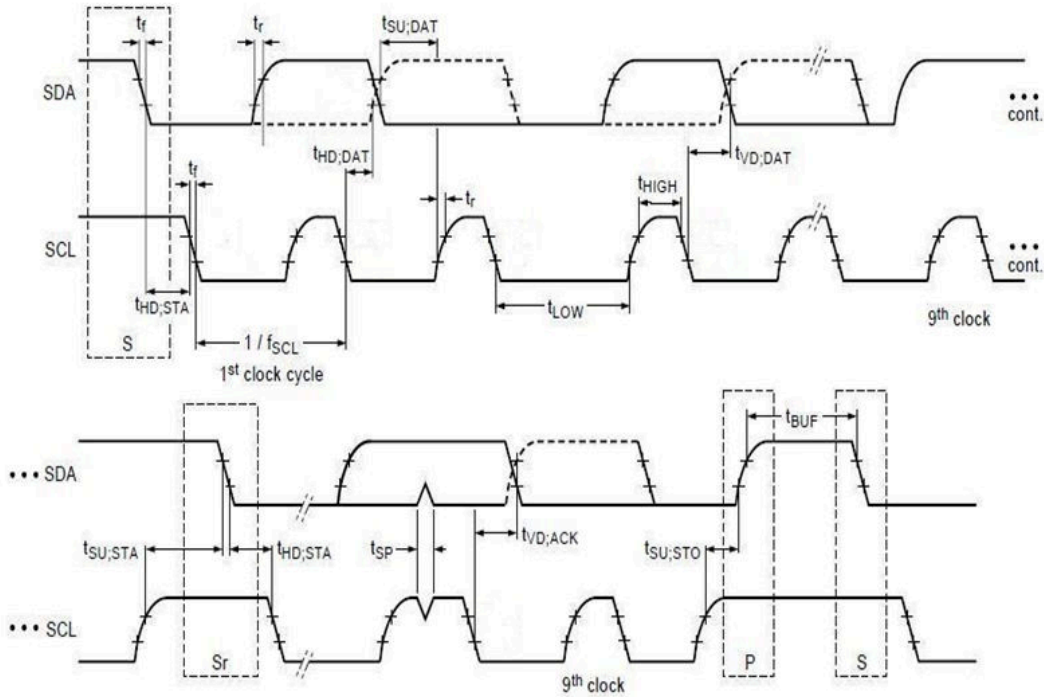 tf
tr
tSU;DAT
SDA
••• cont.
tHD;DAT
tVD;DAT
tf
tr
tHIGH
SCL
••• cont.
tHD;STA
tLOW
9th clock
S
1 / fSCL
1st clock cycle
tBUF
••• SDA
tSU;STA
tHD;STA
tSP
tVD;ACK
tSU;STO
••• SCL
Sr
P
S
9th clock